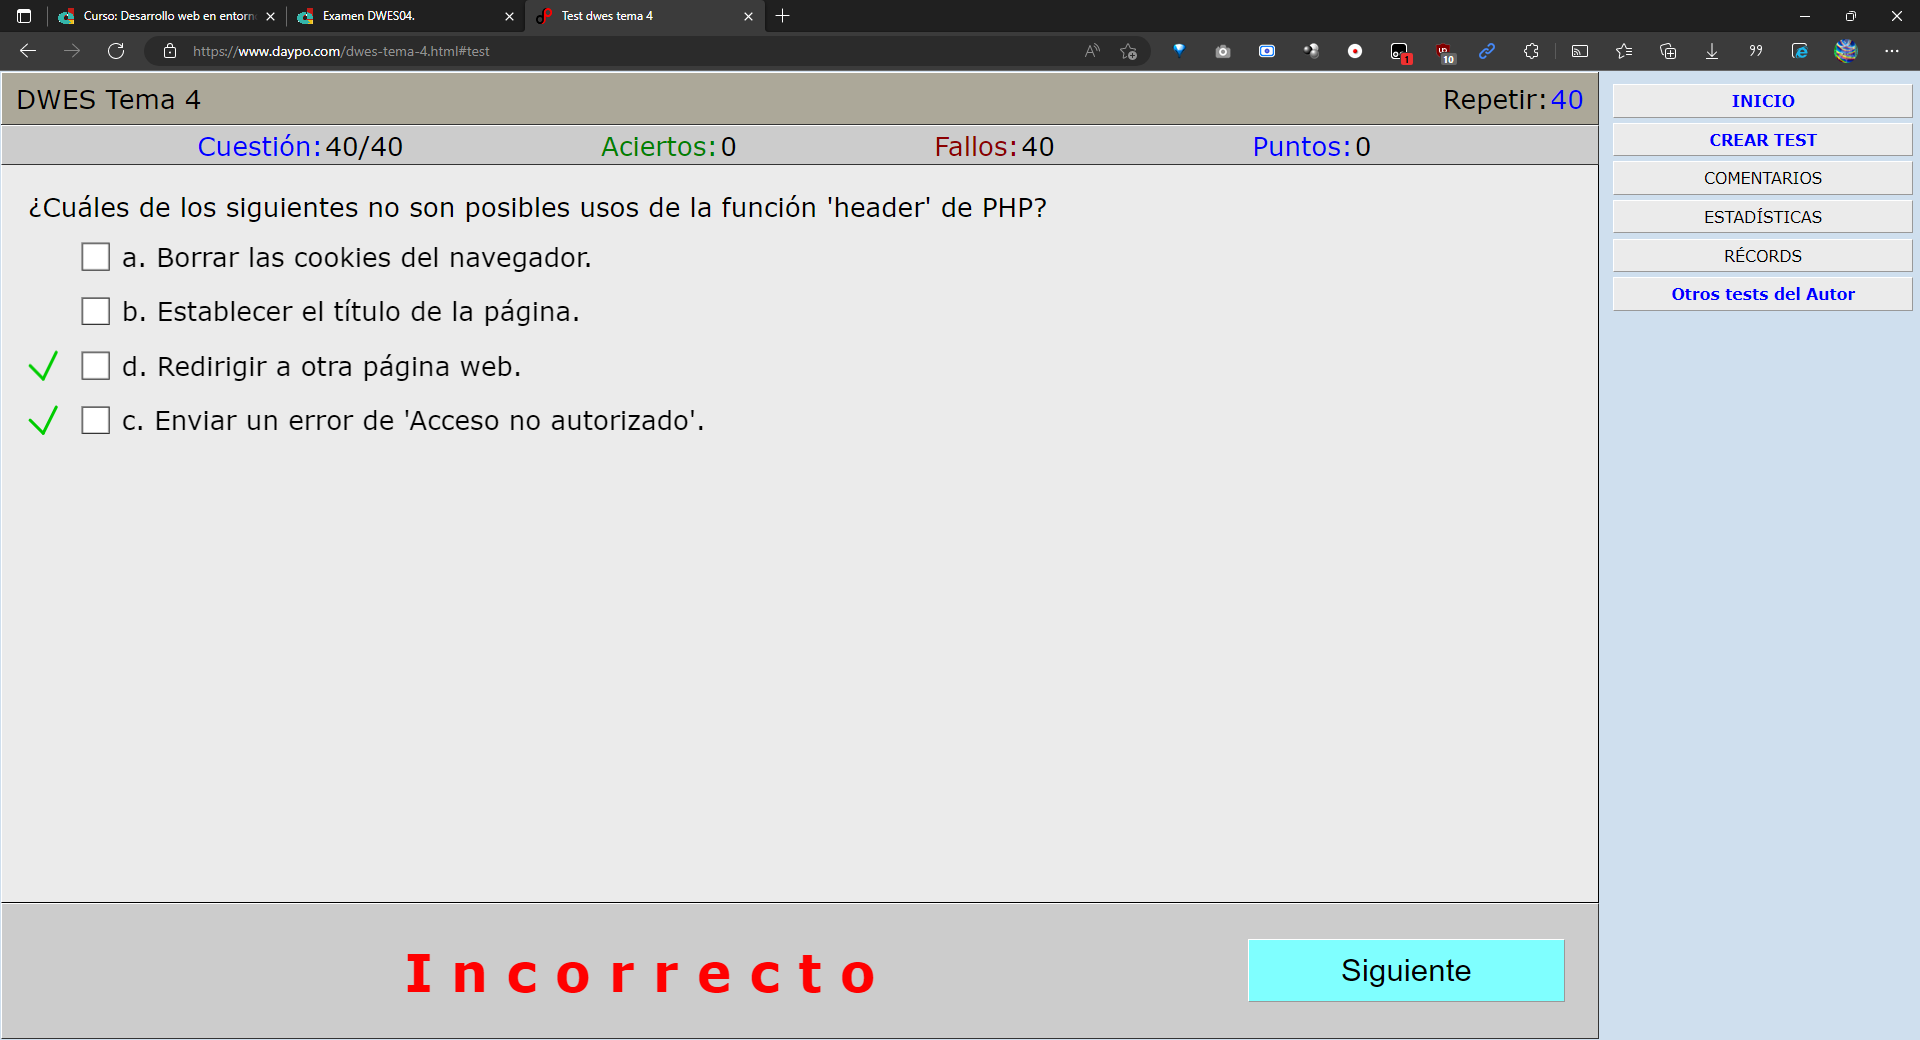 Curso: Desarrollo web en entorn
Examen DWES04.
Test dwes tema 4
https://www.daypo.com/dwes-tema-4.html#test
1
10
DWES Tema 4
Repetir:40
Cuestión:40/40
Aciertos:0
Fallos:40
Puntos:0
¿Cuáles de los siguientes no son posibles usos de la función 'header' de PHP?
a. Borrar las cookies del navegador.
b. Establecer el título de la página.
d. Redirigir a otra página web.
c. Enviar un error de 'Acceso no autorizado'.
Incorrecto
Siguiente
INICIO
CREAR TEST
COMENTARIOS
ESTADÍSTICAS
RÉCORDS
Otros tests del Autor